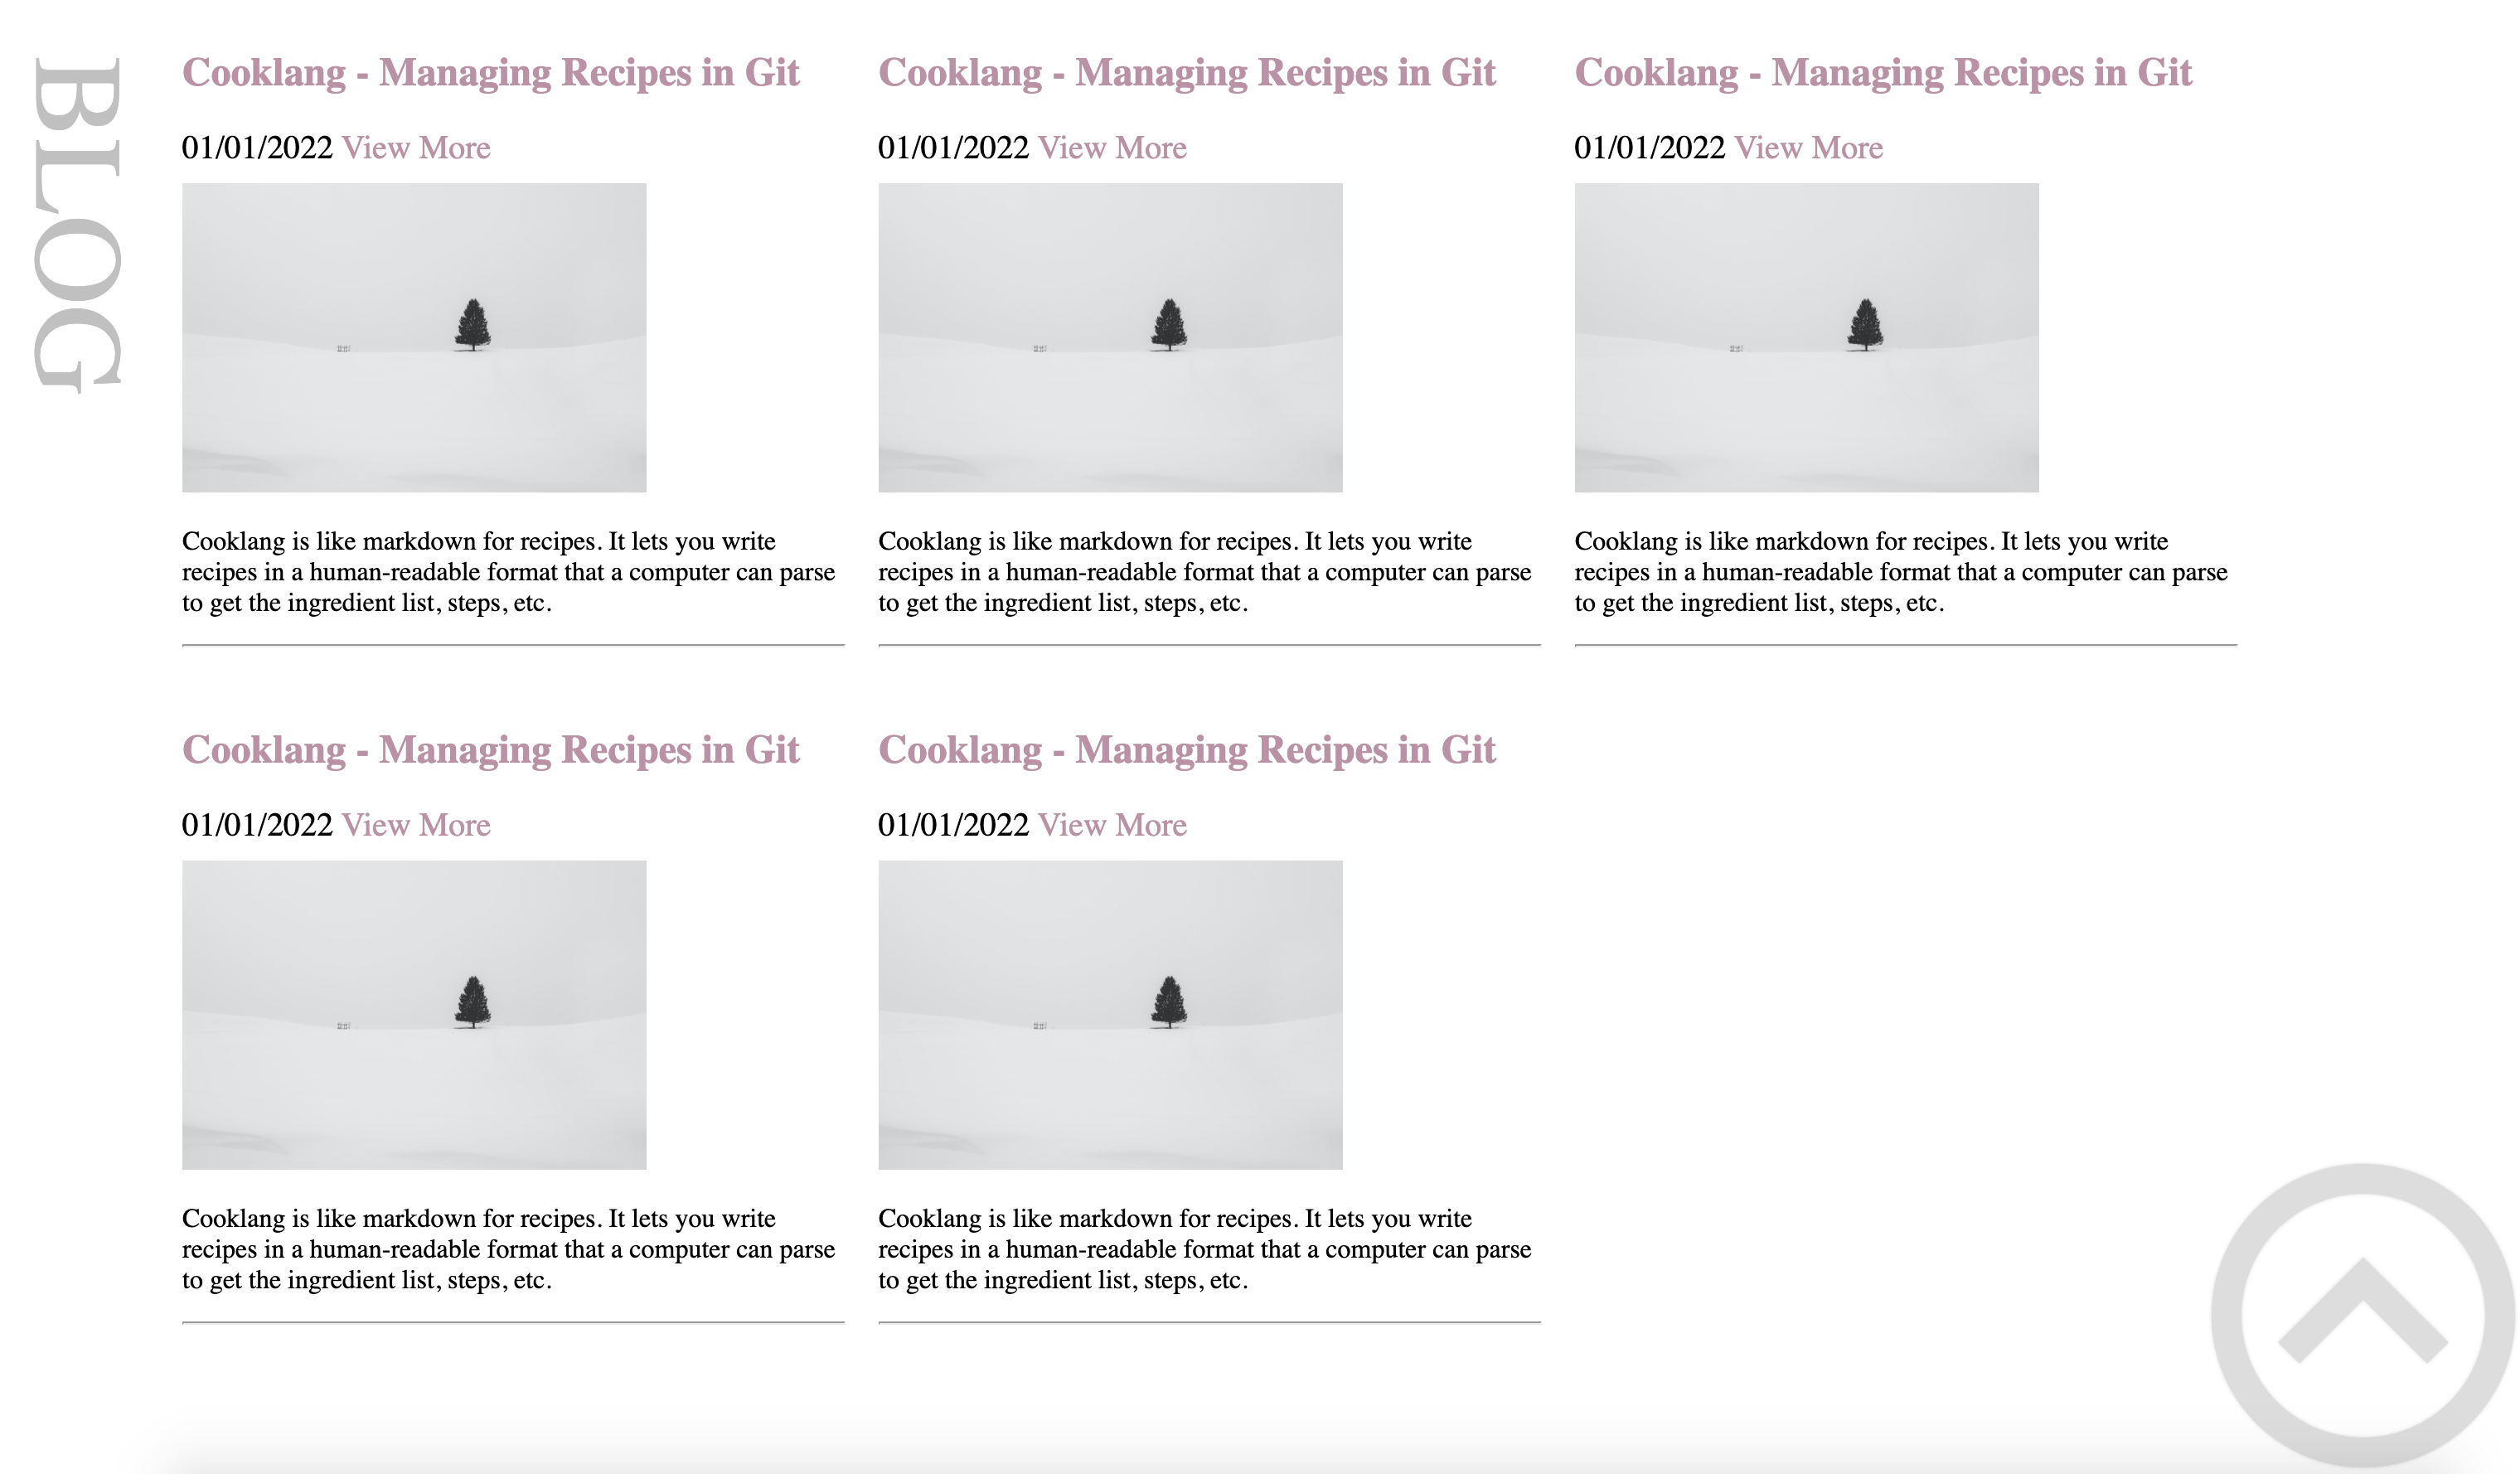 BLOG
Cooklang - Managing Recipes in Git
01/01/2022 View More
Cooklang is like markdown for recipes. It lets you write
recipes in a human-readable format that a computer can parse
to get the ingredient list, steps, etc.
Cooklang - Managing Recipes in Git
01/01/2022 View More
Cooklang is like markdown for recipes. It lets you write
recipes in a human-readable format that a computer can parse
to get the ingredient list, steps, etc.
Cooklang - Managing Recipes in Git
01/01/2022 View More
Cooklang is like markdown for recipes. It lets you write
recipes in a human-readable format that a computer can parse
to get the ingredient list, steps, etc.
Cooklang - Managing Recipes in Git
01/01/2022 View More
Cooklang is like markdown for recipes. It lets you write
recipes in a human-readable format that a computer can parse
to get the ingredient list, steps, etc.
Cooklang - Managing Recipes in Git
01/01/2022 View More
Cooklang is like markdown for recipes. It lets you write
recipes in a human-readable format that a computer can parse
to get the ingredient list, steps, etc.